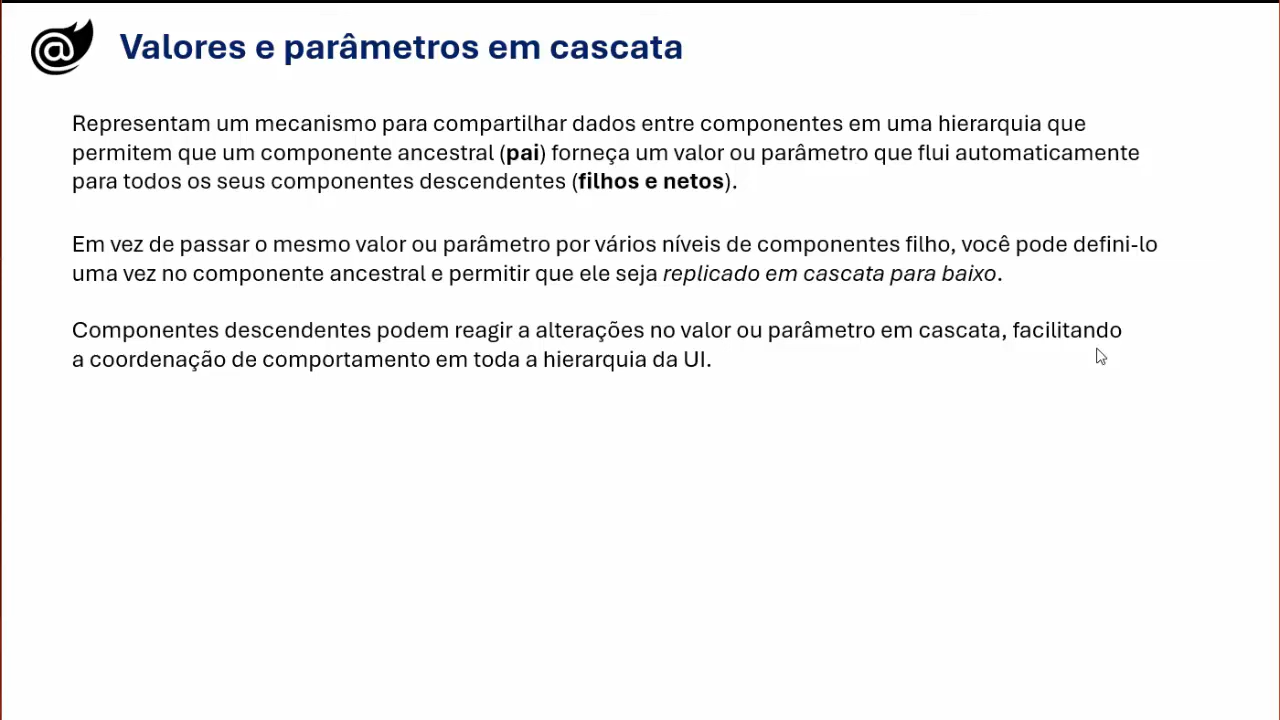 @ Valores e parâmetros em cascata
Representam um mecanismo para compartilhar dados entre componentes em uma hierarquia que
permitem que um componente ancestral (pai) forneça um valor ou parâmetro que flui automaticamente
para todos os seus componentes descendentes (filhos e netos).
Em vez de passar o mesmo valor ou parâmetro por vários níveis de componentes filho, você pode defini-lo
uma vez no componente ancestral e permitir que ele seja replicado em cascata para baixo.
Componentes descendentes podem reagir a alterações no valor ou parâmetro em cascata, facilitando
a coordenação de comportamento em toda a hierarquia da UI.